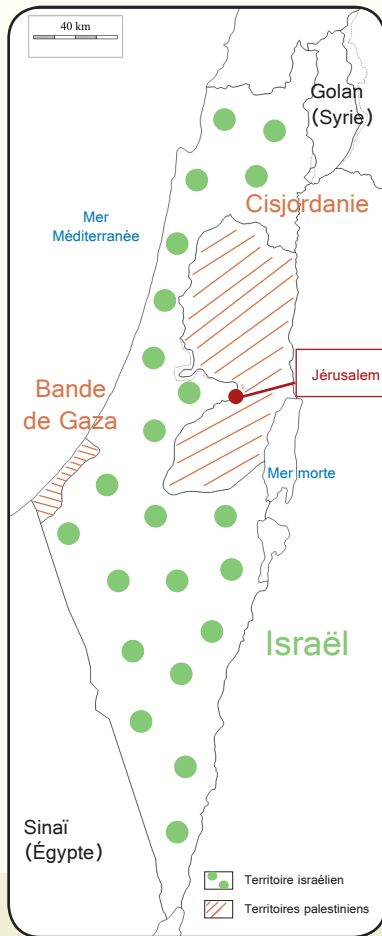 40 km
Golan
(Syrie)
Cisjordanie
Mer
Méditerranée
Jérusalem
Bande
de Gaza
Mer morte
Israël
Sinaï
(Égypte)
Territoire israélien
Territoires palestiniens